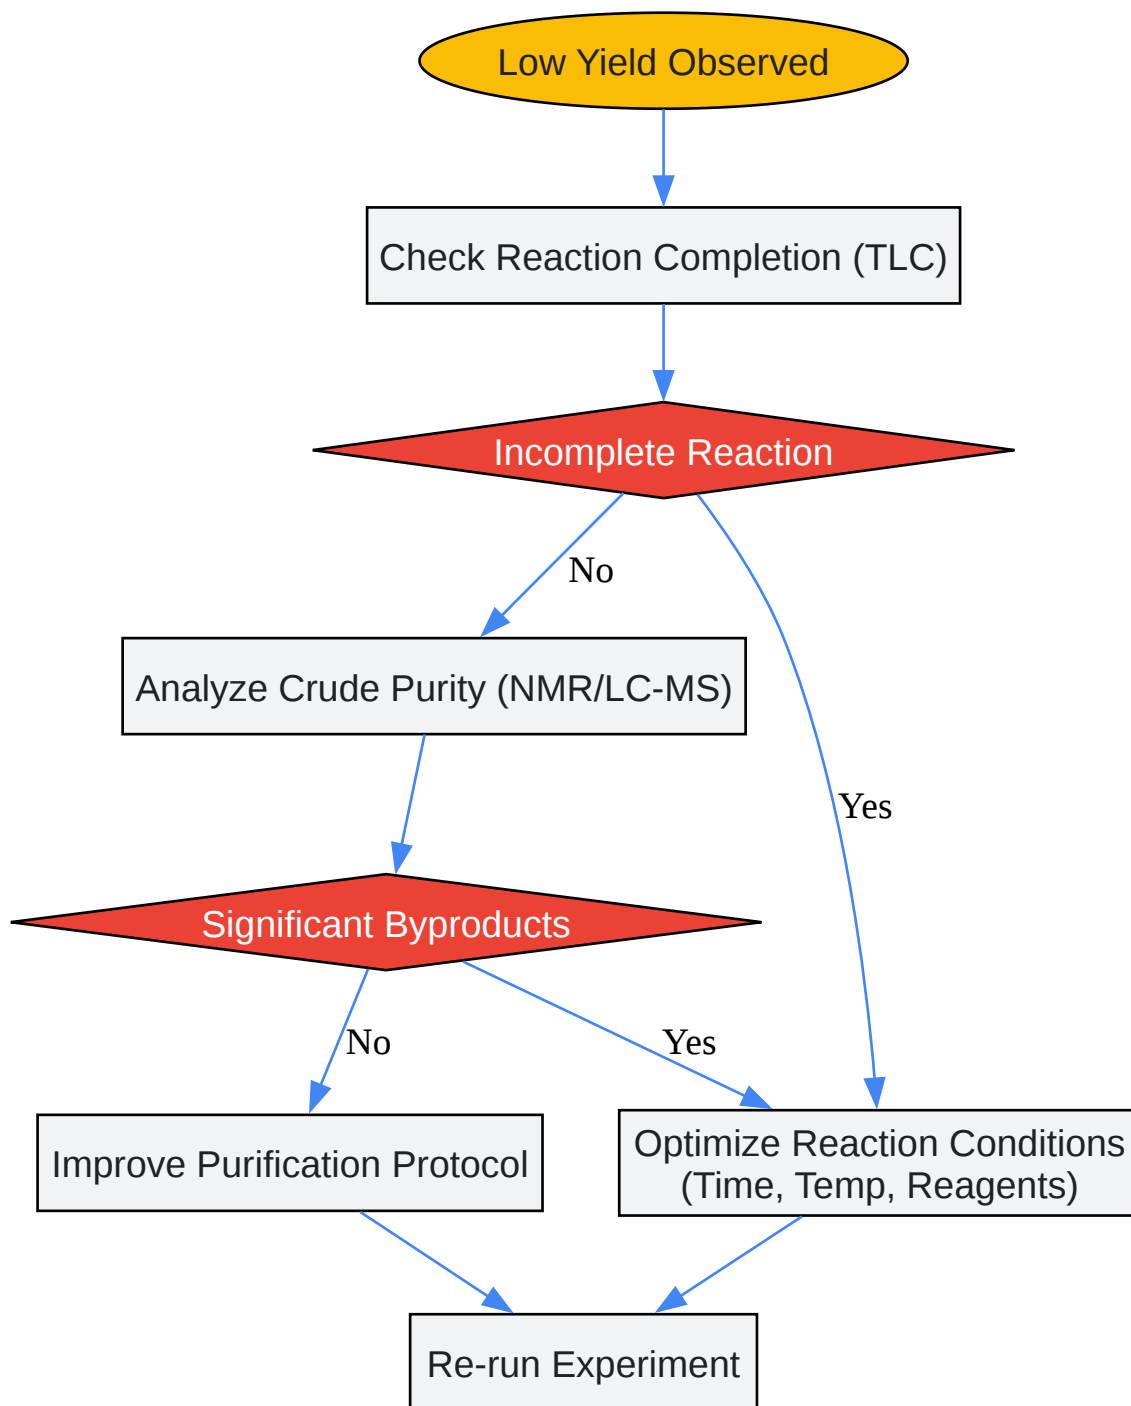 Low Yield Observed
Check Reaction Completion (TLC)
Incomplete Reaction
No
Analyze Crude Purity (NMR/LC-MS)
Yes
Significant Byproducts
No
Yes
Improve Purification Protocol
Optimize Reaction Conditions
(Time, Temp, Reagents)
Re-run Experiment